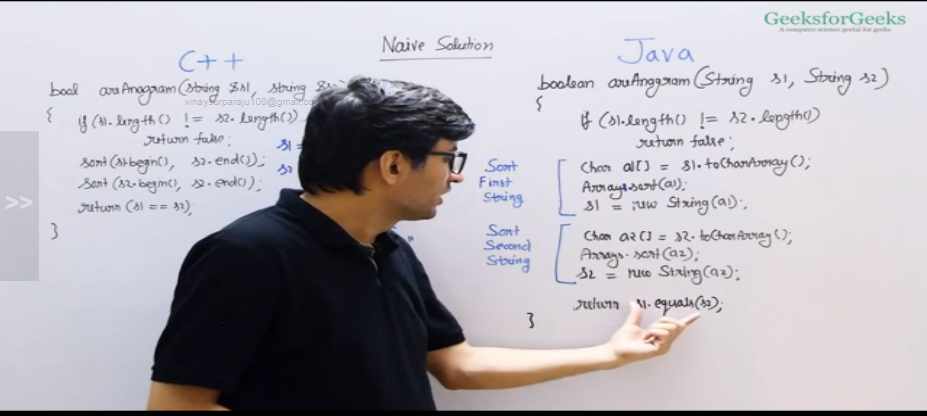 GeeksforGeeks
A computer science portal for geeks
Naive Solution
C++
bool areAnagram(string &s1, string &s
{
if (s1.length() != s2.length())
return false;
sort(s1.begin(), s2.end());
sort(s2.begin(), s2.end());
return (s1 == s2);
}
s1 =
s2
Java
boolean areAnagram(String s1, String s2)
{
if (s1.length() != s2.length())
return false;
Sort
First
String
char a1[] = s1.toCharArray();
Arrays.sort(a1);
s1 = new String(a1);
Sort
Second
String
char a2[] = s2.toCharArray();
Arrays.sort(a2);
s2 = new String(a2);
return s1.equals(s2);
}
>>